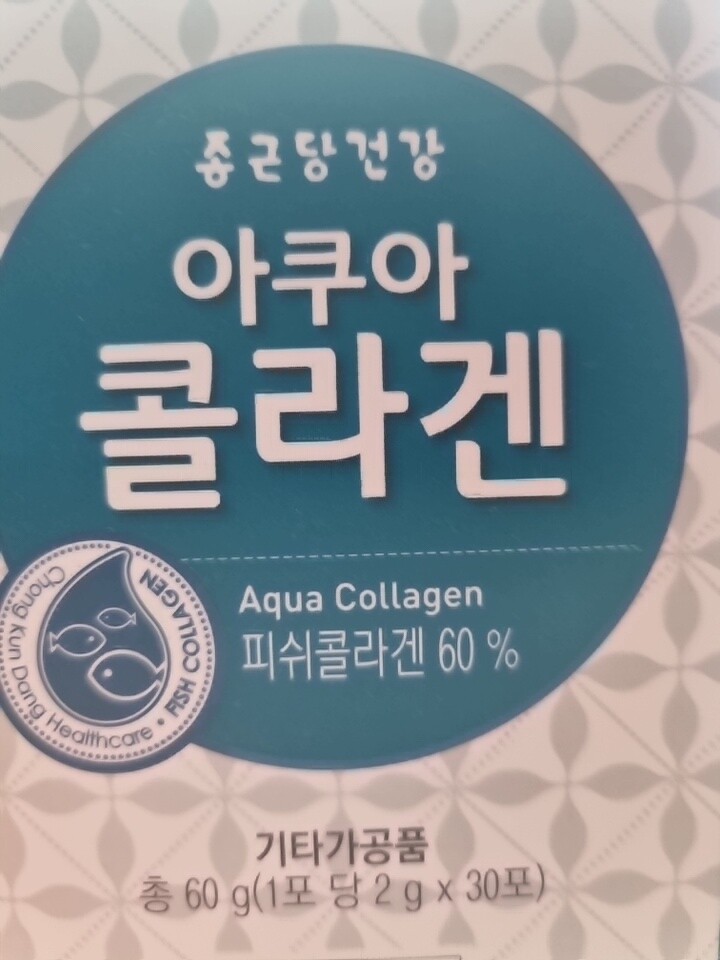 종근당건강
아쿠아
콜라겐
Aqua Collagen
피쉬콜라겐 60 %
Chong Kun Dang Healthcare • FISH COLLAGEN
기타가공품
총 60 g(1포 당 2 g x 30포)